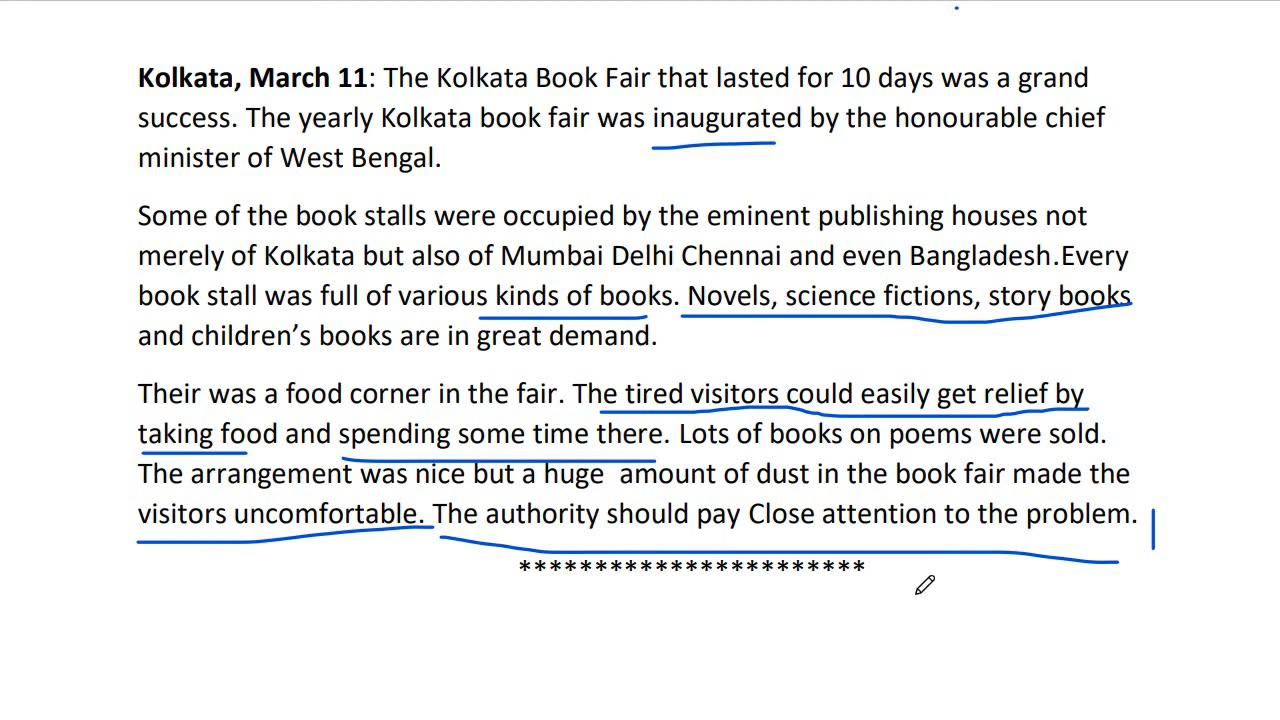 Kolkata, March 11: The Kolkata Book Fair that lasted for 10 days was a grand
success. The yearly Kolkata book fair was inaugurated by the honourable chief
minister of West Bengal.
Some of the book stalls were occupied by the eminent publishing houses not
merely of Kolkata but also of Mumbai Delhi Chennai and even Bangladesh.Every
book stall was full of various kinds of books. Novels, science fictions, story books
and children’s books are in great demand.
Their was a food corner in the fair. The tired visitors could easily get relief by
taking food and spending some time there. Lots of books on poems were sold.
The arrangement was nice but a huge  amount of dust in the book fair made the
visitors uncomfortable. The authority should pay Close attention to the problem.
***********************